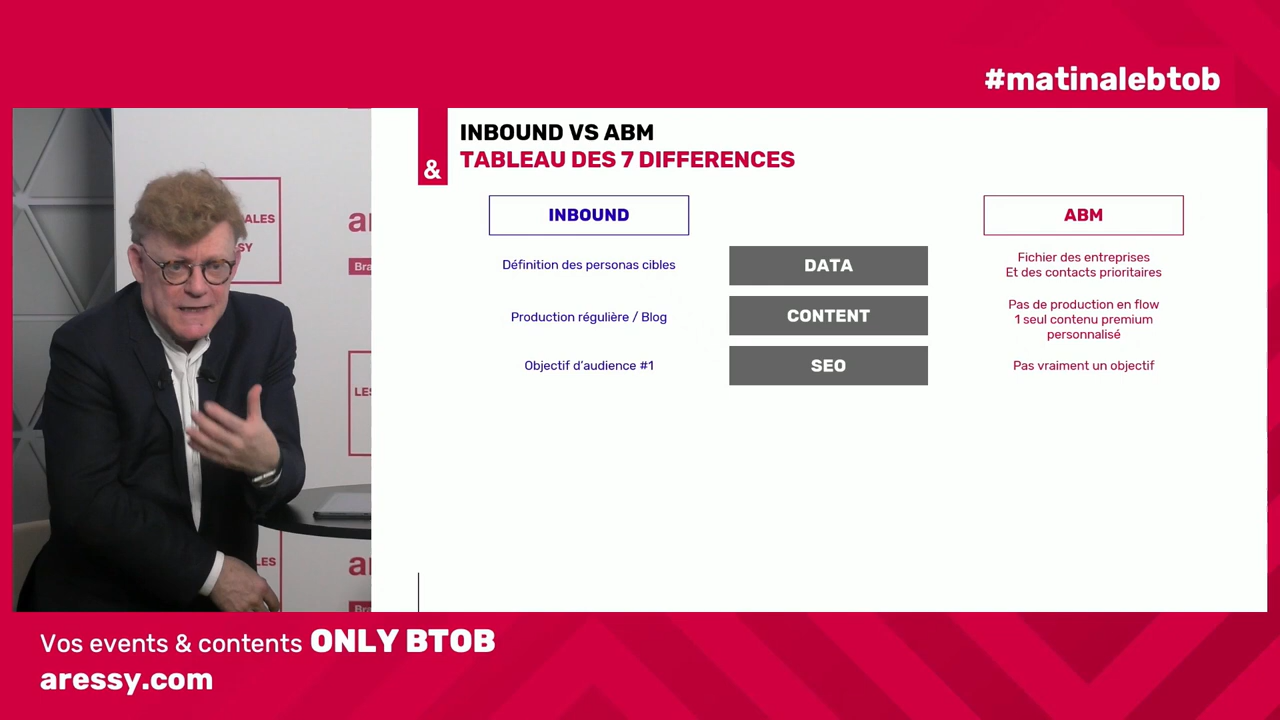 #matinalebtob
&
INBOUND VS ABM
TABLEAU DES 7 DIFFERENCES
INBOUND
ABM
Définition des personas cibles
DATA
Fichier des entreprises
Et des contacts prioritaires
Production régulière / Blog
CONTENT
Pas de production en flow
1 seul contenu premium
personnalisé
Objectif d’audience #1
SEO
Pas vraiment un objectif
Vos events & contents ONLY BTOB
aressy.com